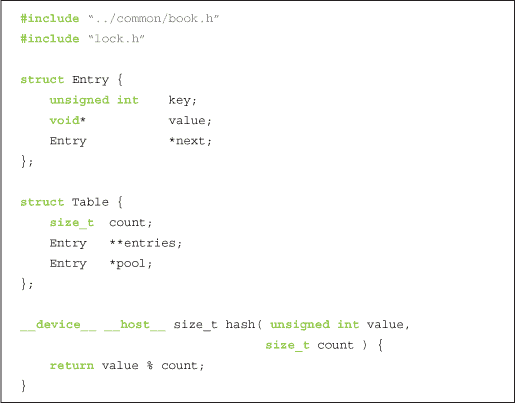 #include “../common/book.h”
#include “lock.h”
struct Entry {
    unsigned int    key;
    void*           value;
    Entry           *next;
};
struct Table {
    size_t  count;
    Entry   **entries;
    Entry   *pool;
};
__device__ __host__ size_t hash( unsigned int value,
                                 size_t count ) {
    return value % count;
}